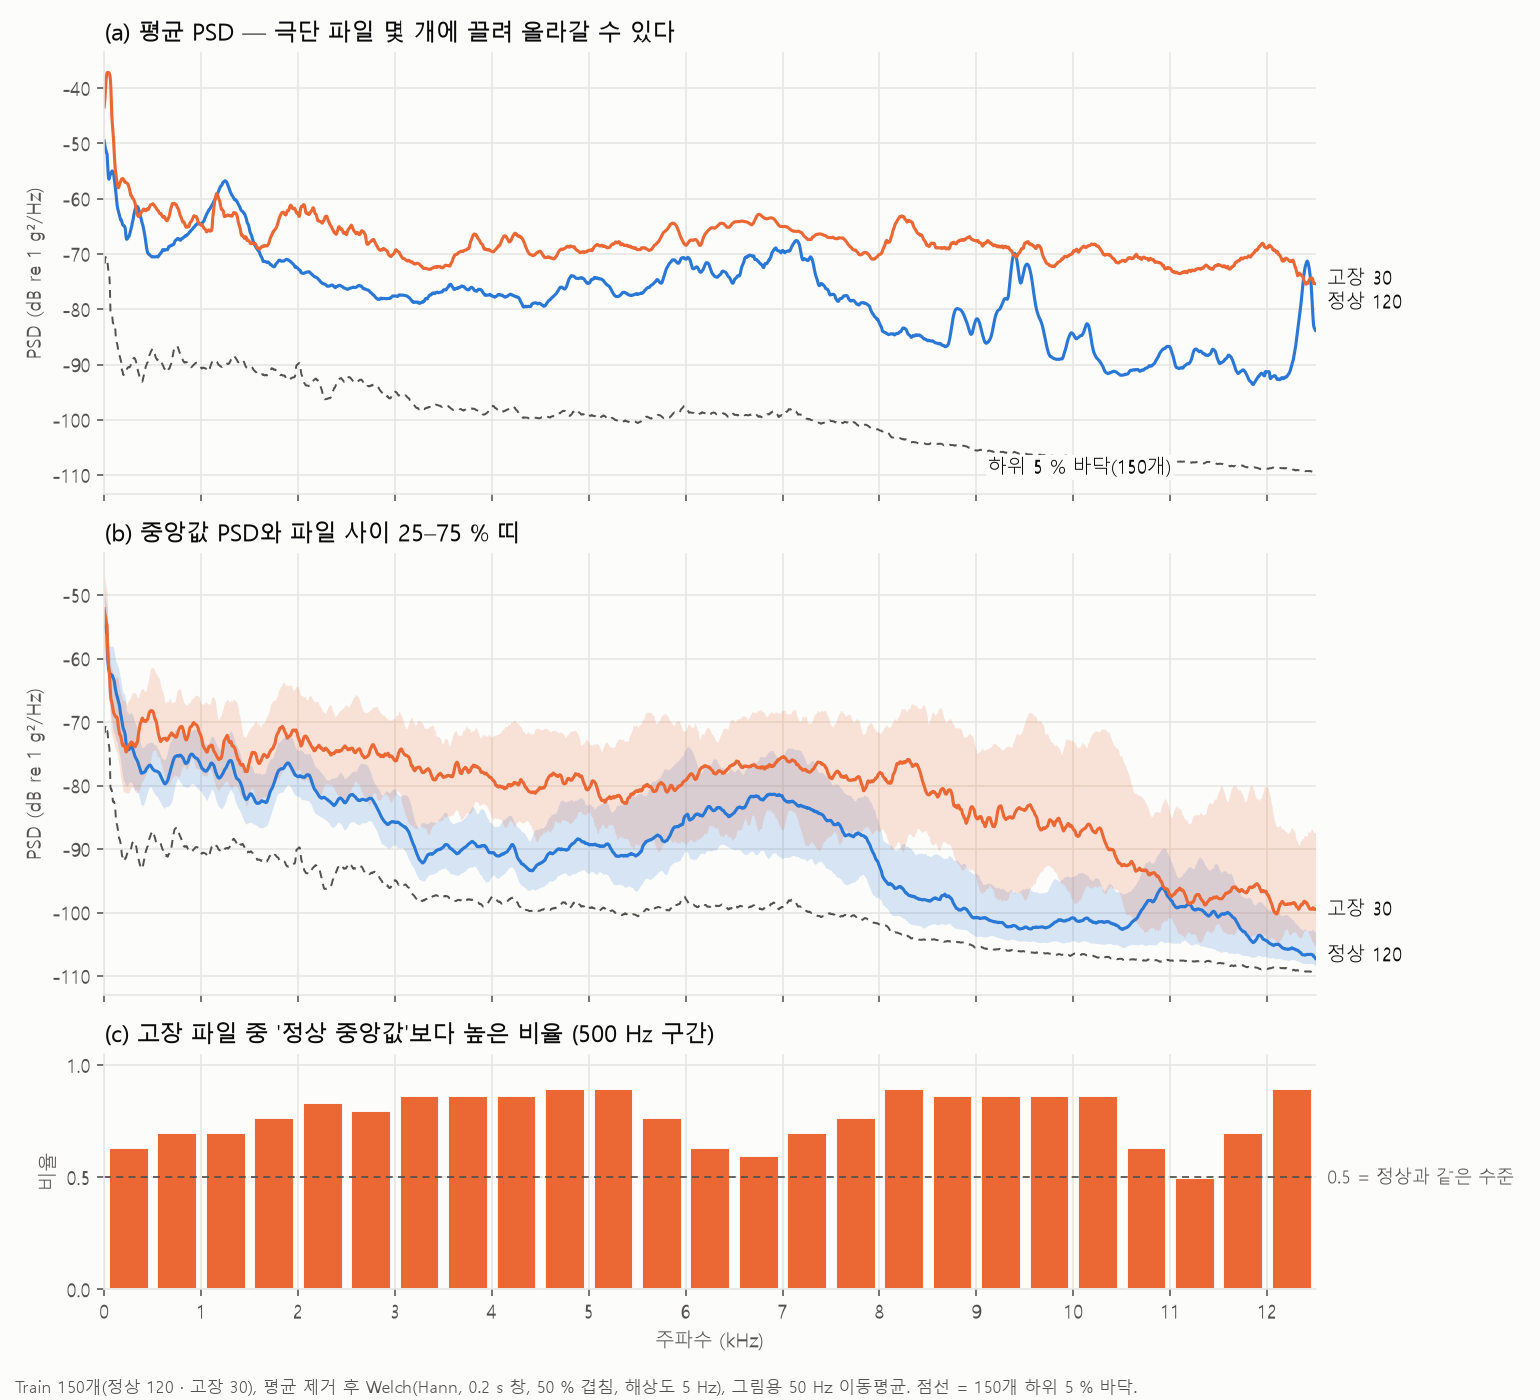 (a) 평균 PSD — 극단 파일 몇 개에 끌려 올라갈 수 있다
-40
-50
-60
-70
-80
-90
-100
-110
PSD (dB re 1 g²/Hz)
고장 30
정상 120
하위 5 % 바닥(150개)
(b) 중앙값 PSD와 파일 사이 25–75 % 띠
-50
-60
-70
-80
-90
-100
-110
PSD (dB re 1 g²/Hz)
고장 30
정상 120
(c) 고장 파일 중 '정상 중앙값'보다 높은 비율 (500 Hz 구간)
1.0
0.5
0.0
비율
0.5 = 정상과 같은 수준
0 1 2 3 4 5 6 7 8 9 10 11 12
주파수 (kHz)
Train 150개(정상 120 · 고장 30), 평균 제거 후 Welch(Hann, 0.2 s 창, 50 % 겹침, 해상도 5 Hz), 그림용 50 Hz 이동평균. 점선 = 150개 하위 5 % 바닥.